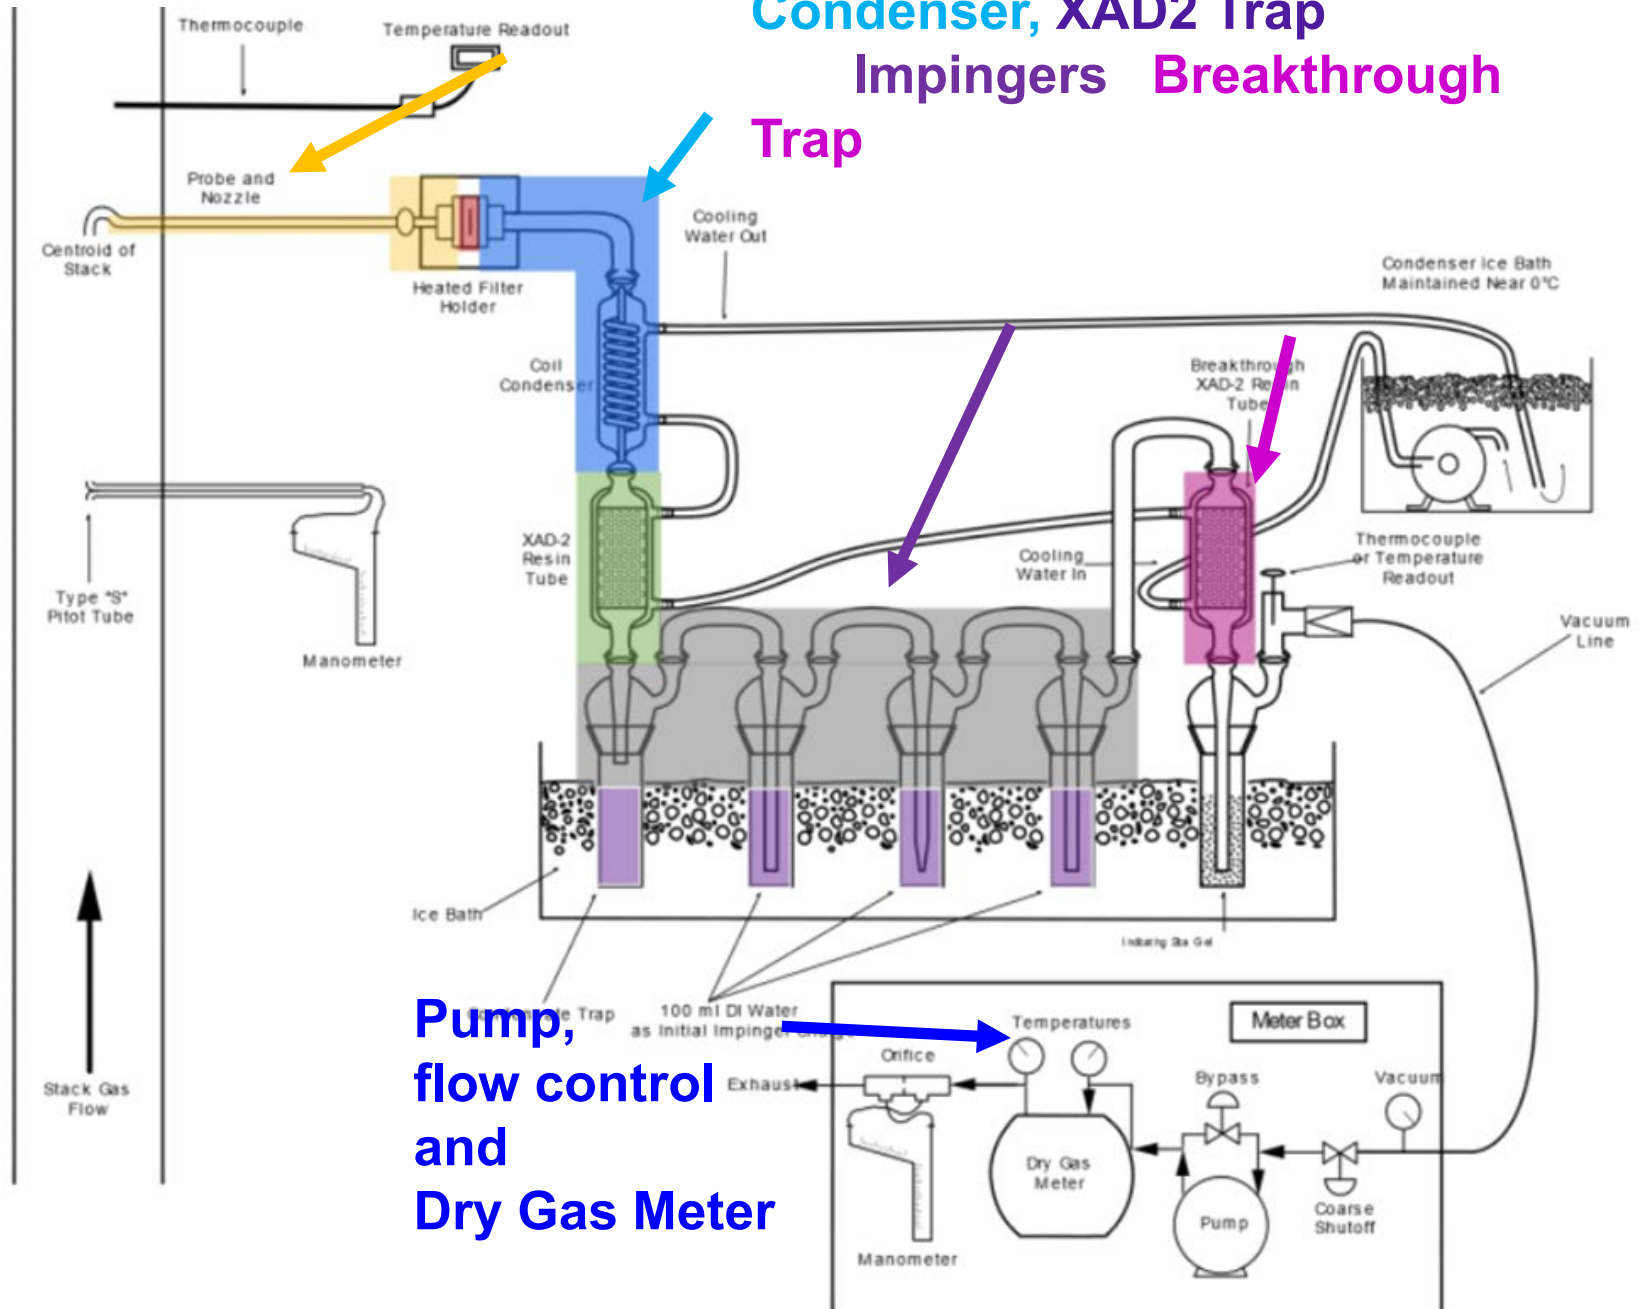 Condenser, XAD2 Trap
Impingers Breakthrough
Trap
Thermocouple
Temperature Readout
Probe and
Nozzle
Centroid of
Stack
Heated Filter
Holder
Cooling
Water Out
Condenser Ice Bath
Maintained Near 0°C
Coil
Condenser
Breakthrough
XAD-2 Resin
Tube
XAD-2
Resin
Tube
Cooling
Water In
Thermocouple
or Temperature
Readout
Type "S"
Pitot Tube
Manometer
Vacuum
Line
Ice Bath
Trap
100 ml DI Water
as Initial Impinger
Pump,
flow control
and
Dry Gas Meter
Stack Gas
Flow
Meter Box
Temperatures
Orifice
Exhaust
Bypass
Vacuum
Dry Gas
Meter
Pump
Coarse
Shutoff
Manometer